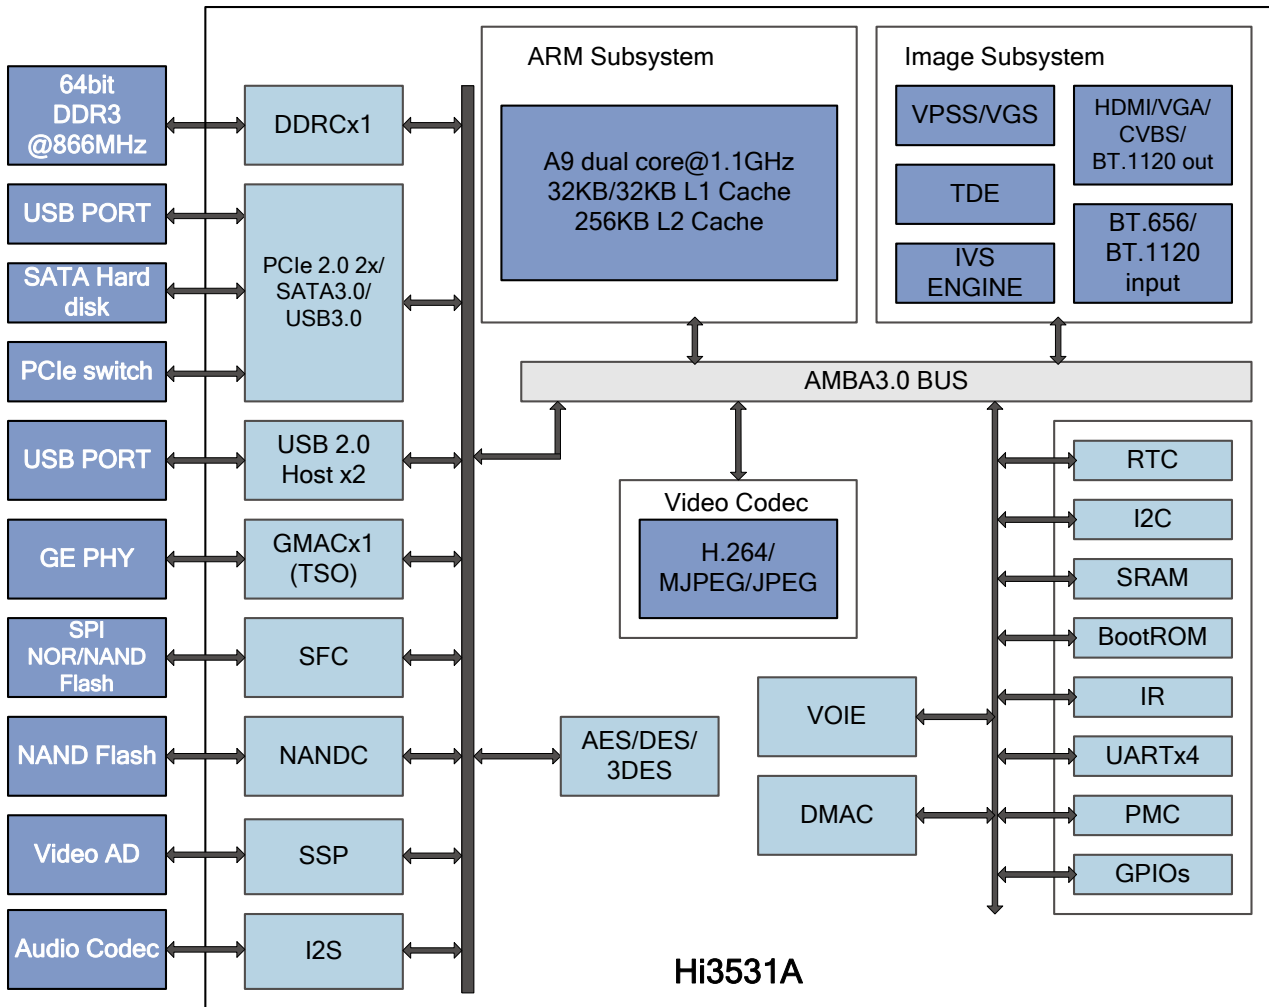 64bit
DDR3
@866MHz
USB PORT
SATA Hard
disk
PCIe switch
USB PORT
GE PHY
SPI
NOR/NAND
Flash
NAND Flash
Video AD
Audio Codec
DDRCx1
PCIe 2.0 2x/
SATA3.0/
USB3.0
USB 2.0
Host x2
GMACx1
(TSO)
SFC
NANDC
SSP
I2S
ARM Subsystem
A9 dual core@1.1GHz
32KB/32KB L1 Cache
256KB L2 Cache
Image Subsystem
VPSS/VGS
TDE
IVS
ENGINE
HDMI/VGA/
CVBS/
BT.1120 out
BT.656/
BT.1120
input
AMBA3.0 BUS
Video Codec
H.264/
MJPEG/JPEG
AES/DES/
3DES
VOIE
DMAC
RTC
I2C
SRAM
BootROM
IR
UARTx4
PMC
GPIOs
Hi3531A